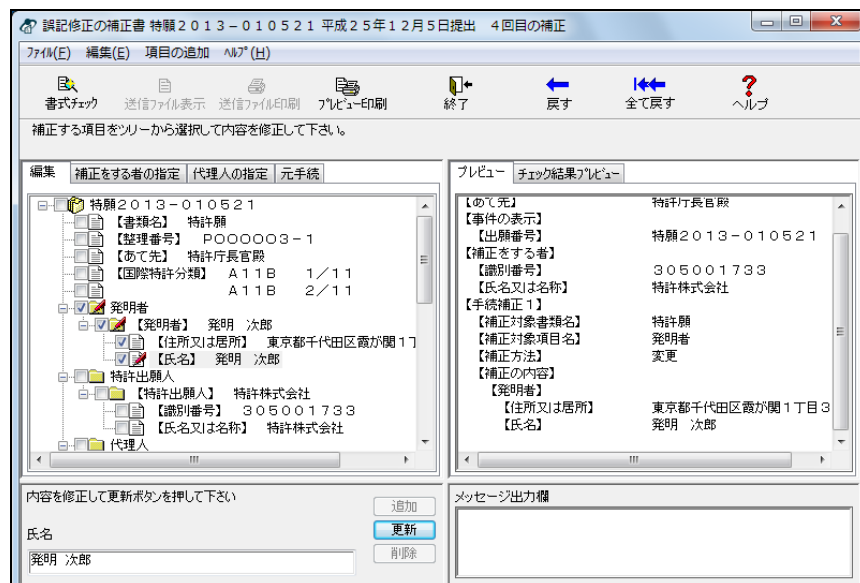 誤記修正の補正書 特願２０１３－０１０５２１ 平成２５年１２月５日提出 ４回目の補正
ﾌｧｲﾙ(F) 編集(E) 項目の追加 ﾍﾙﾌﾟ(H)
書式ﾁｪｯｸ 送信ﾌｧｲﾙ表示 送信ﾌｧｲﾙ印刷 ﾌﾟﾚﾋﾞｭｰ印刷 終了 戻す 全て戻す ヘルプ
補正する項目をツリーから選択して内容を修正して下さい。
編集 補正をする者の指定 代理人の指定 元手続
特願２０１３－０１０５２１
【書類名】 特許願
【整理番号】 Ｐ０００００３－１
【あて先】 特許庁長官殿
【国際特許分類】 Ａ１１Ｂ １／１１
Ａ１１Ｂ ２／１１
発明者
【発明者】 発明 次郎
【住所又は居所】 東京都千代田区霞が関１丁
【氏名】 発明 次郎
特許出願人
【特許出願人】 特許株式会社
【識別番号】 ３０５００１７３３
【氏名又は名称】 特許株式会社
代理人
プレビュー ﾁｪｯｸ結果ﾌﾟﾚﾋﾞｭｰ
【あて先】 特許庁長官殿
【事件の表示】
【出願番号】 特願２０１３－０１０５２１
【補正をする者】
【識別番号】 ３０５００１７３３
【氏名又は名称】 特許株式会社
【手続補正１】
【補正対象書類名】 特許願
【補正対象項目名】 発明者
【補正方法】 変更
【補正の内容】
【発明者】
【住所又は居所】 東京都千代田区霞が関１丁目３
【氏名】 発明 次郎
内容を修正して更新ボタンを押して下さい
追加
氏名
更新
発明 次郎
削除
メッセージ出力欄